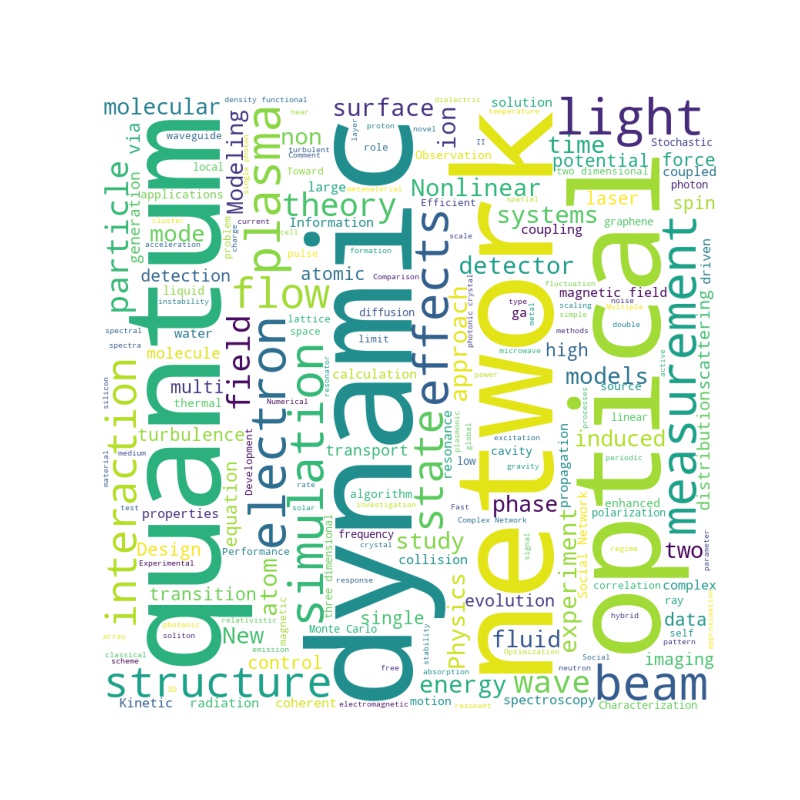 molecular
density functional
near
surface
dielectric
temperature
solution
light
waveguide
via
non
Modeling
plasma
single photon
turbulent
Comment
layer
proton
novel
role
ion
Observation
II
spatial
time
Stochastic
potential
force
two dimensional
coupled
photon
local
applications
Toward
large
metamaterial
Nonlinear
Efficient
laser
spin
cluster
particle
generation
mode
acceleration
current
charge
problem
theory
Information
cell
pulse
formation
scale
systems
coupling
graphene
quantum
dynamic
network
optical
detection
liquid
instability
flow
atomic
Comparison
effects
photonic crystal
detector
fluctuation
magnetic field
type
metal
noise
scaling
simple
Multiple
driven
measurement
spectral
spectra
water
molecule
field
electron
lattice
space
diffusion
limit
approach
ga
methods
double
microwave
high
silicon
interaction
multi
thermal
Numerical
simulation
resonator
calculation
power
processes
models
source
active
scattering
distribution
turbulence
transport
state
resonance
plasmonic
global
low
cavity
excitation
gravity
linear
induced
periodic
material
medium
test
properties
equation
Development
rate
solar
algorithm
investigation
propagation
phase
enhanced
polarization
Design
Experimental
Performance
three dimensional
frequency
crystal
study
collision
Fast
Complex Network
signal
experiment
Social Network
regime
two
parameter
transition
atom
response
Physics
evolution
correlation
complex
ray
hybrid
approximation
photonic
soliton
relativistic
New
magnetic
Monte Carlo
single
stability
fluid
Optimization
Social
data
self
pattern
array
classical
scheme
emission
control
free
absorption
neutron
imaging
structure
3D
energy
wave
beam
Kinetic
radiation
coherent
electromagnetic
motion
resonant
spectroscopy
Characterization